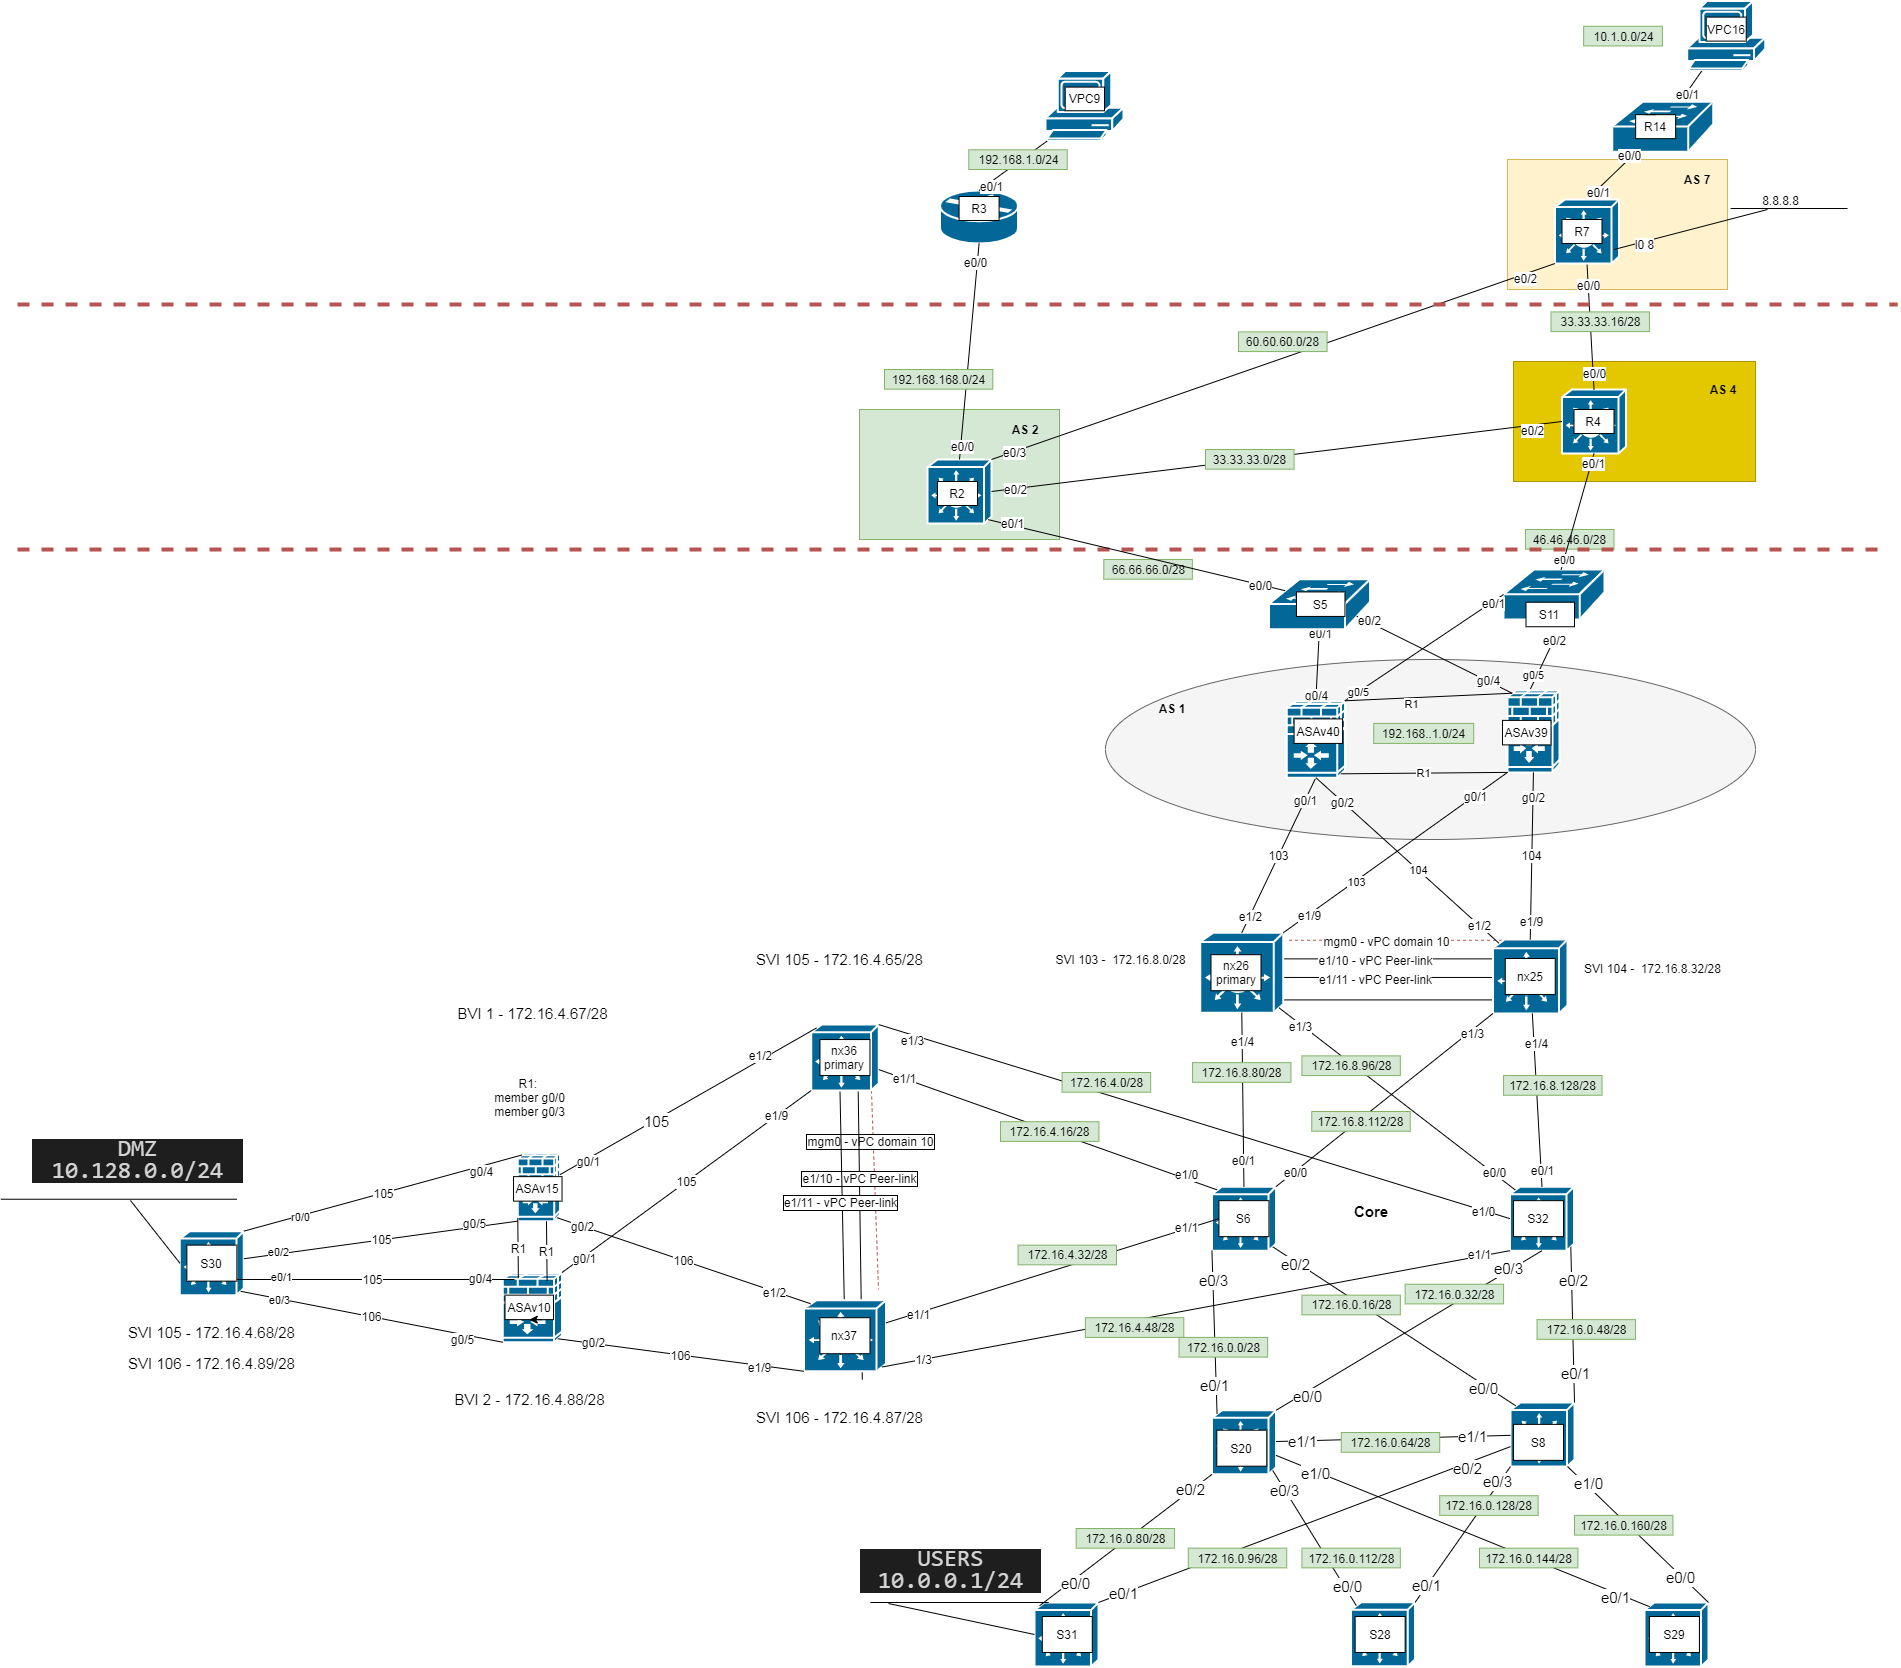 10.1.0.0/24
VPC16
e0/1
R14
e0/0
VPC9
192.168.1.0/24
e0/1
R3
e0/0
AS 7
e0/1
R7
8.8.8.8
l0 8
e0/2
e0/0
33.33.33.16/28
60.60.60.0/28
192.168.168.0/24
e0/0
AS 4
R4
e0/2
e0/1
AS 2
e0/0
e0/3
33.33.33.0/28
R2
e0/2
e0/1
46.46.46.0/28
66.66.66.0/28
e0/0
e0/0
S5
e0/1
S11
e0/1
e0/2
e0/2
g0/4
g0/5
g0/4
g0/5
R1
AS 1
ASAv40
192.168..1.0/24
ASAv39
R1
g0/1
g0/2
g0/1
g0/2
103
104
103
104
e1/2
e1/9
e1/2
e1/9
SVI 103 - 172.16.8.0/28
nx26
primary
mgm0 - vPC domain 10
e1/10 - vPC Peer-link
e1/11 - vPC Peer-link
nx25
SVI 104 - 172.16.8.32/28
SVI 105 - 172.16.4.65/28
BVI 1 - 172.16.4.67/28
e1/3
e1/4
e1/3
e1/4
e1/2
nx36
primary
e1/3
e1/1
172.16.8.80/28
172.16.8.96/28
172.16.8.128/28
172.16.4.0/28
R1:
member g0/0
member g0/3
105
e1/9
172.16.4.16/28
172.16.8.112/28
mgm0 - vPC domain 10
e1/10 - vPC Peer-link
e1/11 - vPC Peer-link
DMZ
10.128.0.0/24
g0/4
g0/1
ASAv15
105
105
r0/0
g0/5
g0/2
e1/0
e0/1
e0/0
e0/0
e0/1
S6
e1/1
Core
e1/0
S32
105
e0/2
S30
R1
R1
g0/1
106
172.16.4.32/28
e0/3
e0/2
e1/1
e0/3
e0/2
e0/1
105
g0/4
e1/2
e0/3
ASAv10
106
g0/5
g0/2
106
e1/9
nx37
e1/1
1/3
172.16.4.48/28
172.16.0.0/28
172.16.0.16/28
172.16.0.32/28
172.16.0.48/28
SVI 105 - 172.16.4.68/28
SVI 106 - 172.16.4.89/28
BVI 2 - 172.16.4.88/28
SVI 106 - 172.16.4.87/28
e0/1
e0/0
e0/0
e0/1
S20
e1/1
172.16.0.64/28
e1/1
S8
e0/2
e0/3
e1/0
e0/2
e0/3
e1/0
172.16.0.80/28
172.16.0.96/28
172.16.0.112/28
172.16.0.128/28
172.16.0.144/28
172.16.0.160/28
USERS
10.0.0.1/24
e0/0
e0/1
e0/0
e0/1
e0/1
e0/0
S31
S28
S29